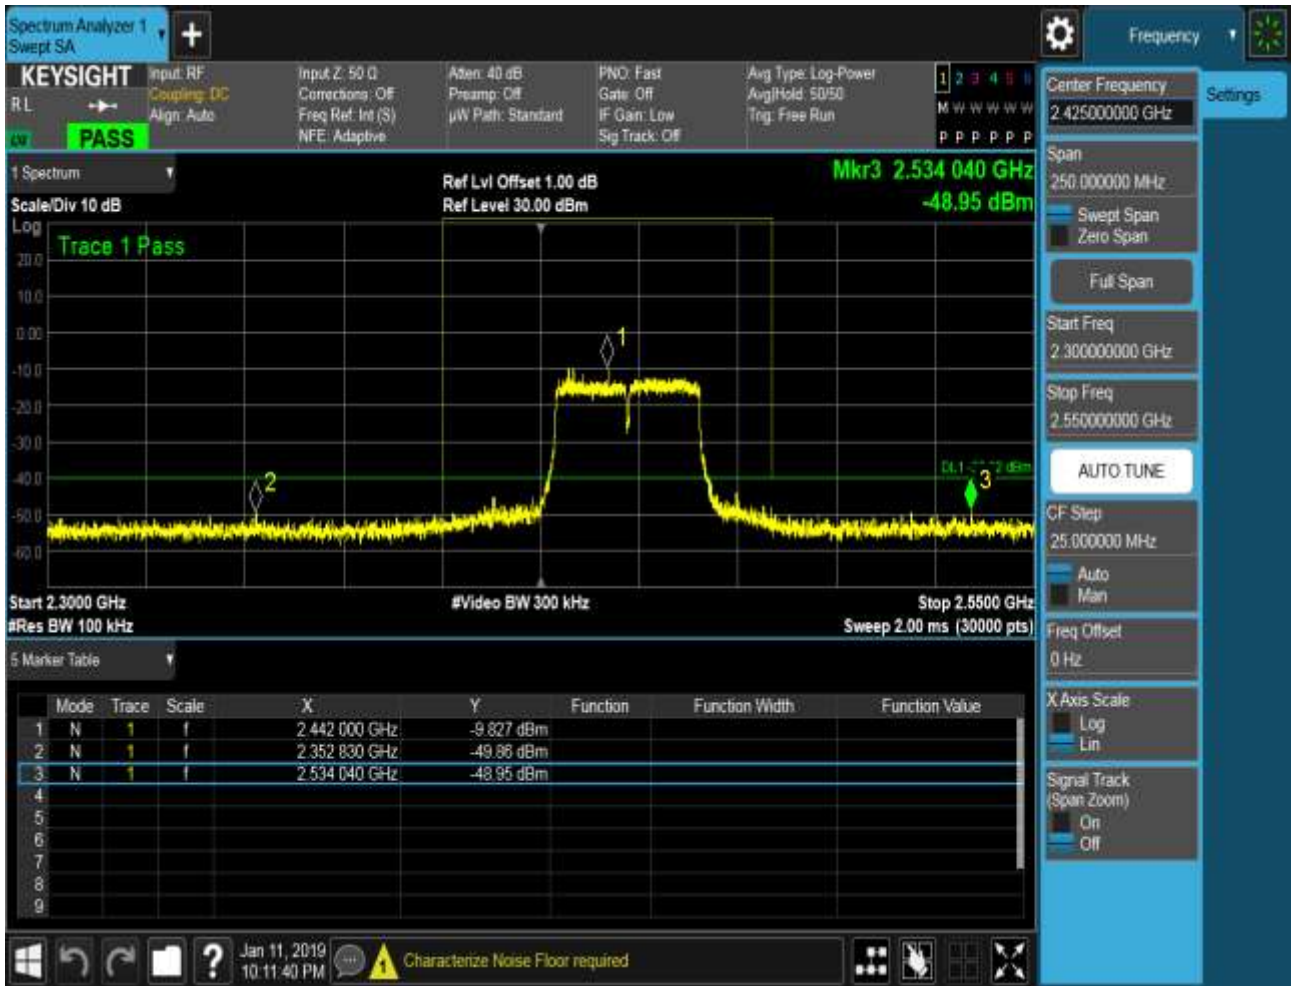 Spectrum Analyzer 1
Swept SA
+
Frequency
KEYSIGHT
RL
PASS
Input: RF
Coupling: DC
Align: Auto
Input Z: 50 Ω
Corrections: Off
Freq Ref: Int (S)
NFE: Adaptive
Atten: 40 dB
Preamp: Off
µW Path: Standard
PNO: Fast
Gate: Off
IF Gain: Low
Sig Track: Off
Avg Type: Log-Power
Avg|Hold: 50/50
Trig: Free Run
1 2 3 4 5 6
M W W W W W
P P P P P P
Settings
1 Spectrum
Scale/Div 10 dB
Ref Lvl Offset 1.00 dB
Ref Level 30.00 dBm
Mkr3 2.534 040 GHz
-48.95 dBm
Log
Trace 1 Pass
20.0
10.0
0.00
-10.0
-20.0
-30.0
-40.0
-50.0
-60.0
1
2
3
DL1 dBm
Start 2.3000 GHz
#Video BW 300 kHz
Stop 2.5500 GHz
#Res BW 100 kHz
Sweep 2.00 ms (30000 pts)
5 Marker Table
Mode Trace Scale X Y Function Function Width Function Value
1 N 1 f 2.442 000 GHz -9.827 dBm
2 N 1 f 2.352 830 GHz -49.86 dBm
3 N 1 f 2.534 040 GHz -48.95 dBm
4
5
6
7
8
9
Center Frequency
2.425000000 GHz
Span
250.000000 MHz
Swept Span
Zero Span
Full Span
Start Freq
2.300000000 GHz
Stop Freq
2.550000000 GHz
AUTO TUNE
CF Step
25.000000 MHz
Auto
Man
Freq Offset
0 Hz
X Axis Scale
Log
Lin
Signal Track
(Span Zoom)
On
Off
?
Jan 11, 2019
10:11:40 PM
1
Characterize Noise Floor required